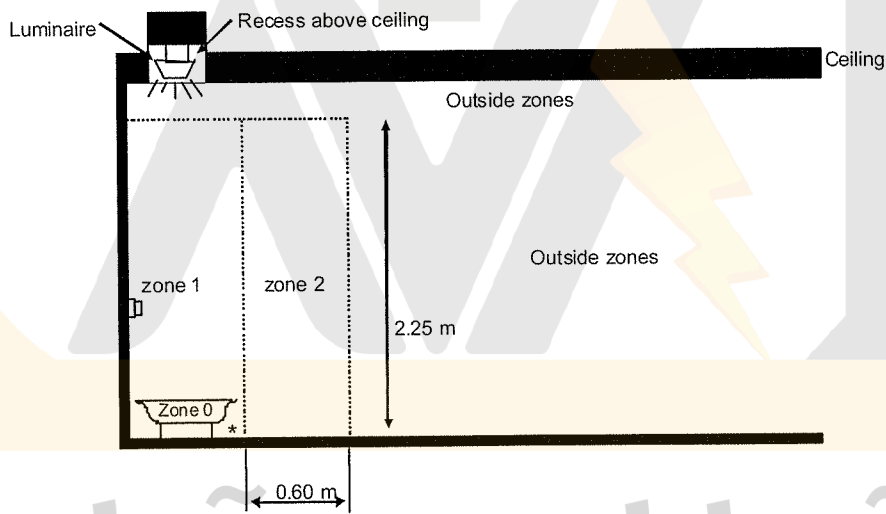 Luminaire
Recess above ceiling
Ceiling
Outside zones
Outside zones
zone 1
zone 2
2.25 m
Zone 0
*
0.60 m